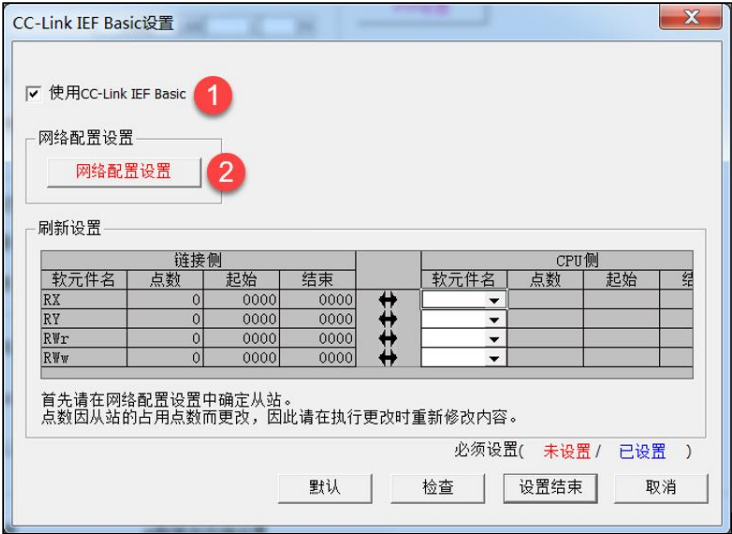 CC-Link IEF Basic设置
使用CC-Link IEF Basic
1
网络配置设置
网络配置设置
2
刷新设置
链接侧 CPU侧
软元件名 点数 起始 结束 软元件名 点数 起始
RX 0 0000 0000
RY 0 0000 0000
RWr 0 0000 0000
RWw 0 0000 0000
首先请在网络配置设置中确定从站。
点数因从站的占用点数而更改，因此请在执行更改时重新修改内容。
必须设置( 未设置 / 已设置 )
默认 检查 设置结束 取消